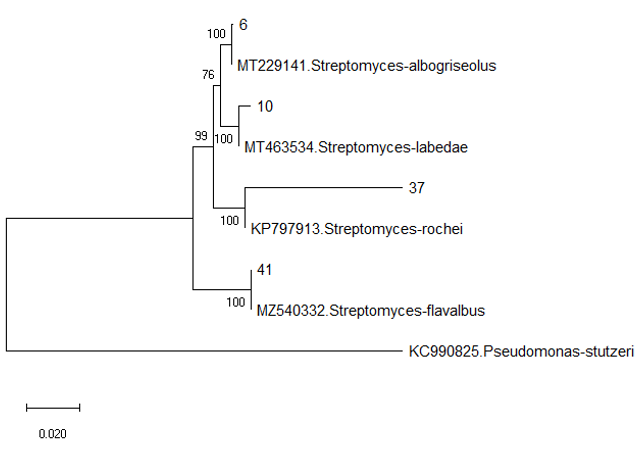 6
100
MT229141.Streptomyces-albogriseolus
76
10
99
100
MT463534.Streptomyces-labedae
37
100
KP797913.Streptomyces-rochei
41
100
MZ540332.Streptomyces-flavalbus
KC990825.Pseudomonas-stutzeri
0.020